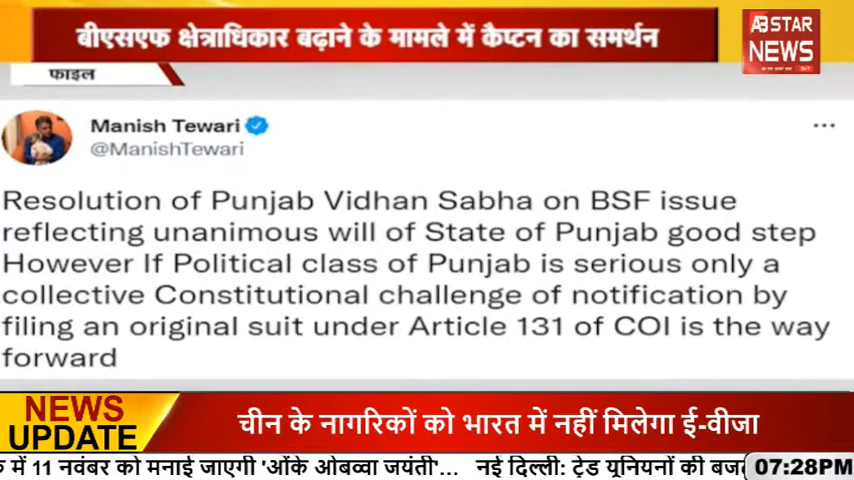 बीएसएफ क्षेत्राधिकार बढ़ाने के मामले में कैप्टन का समर्थन
AB STAR
NEWS
फाइल
Manish Tewari
@ManishTewari
Resolution of Punjab Vidhan Sabha on BSF issue
reflecting unanimous will of State of Punjab good step
However If Political class of Punjab is serious only a
collective Constitutional challenge of notification by
filing an original suit under Article 131 of COI is the way
forward
NEWS
UPDATE
चीन के नागरिकों को भारत में नहीं मिलेगा ई-वीजा
में 11 नवंबर को मनाई जाएगी 'ओंके ओबव्वा जयंती'... नई दिल्ली: ट्रेड यूनियनों की
07:28PM